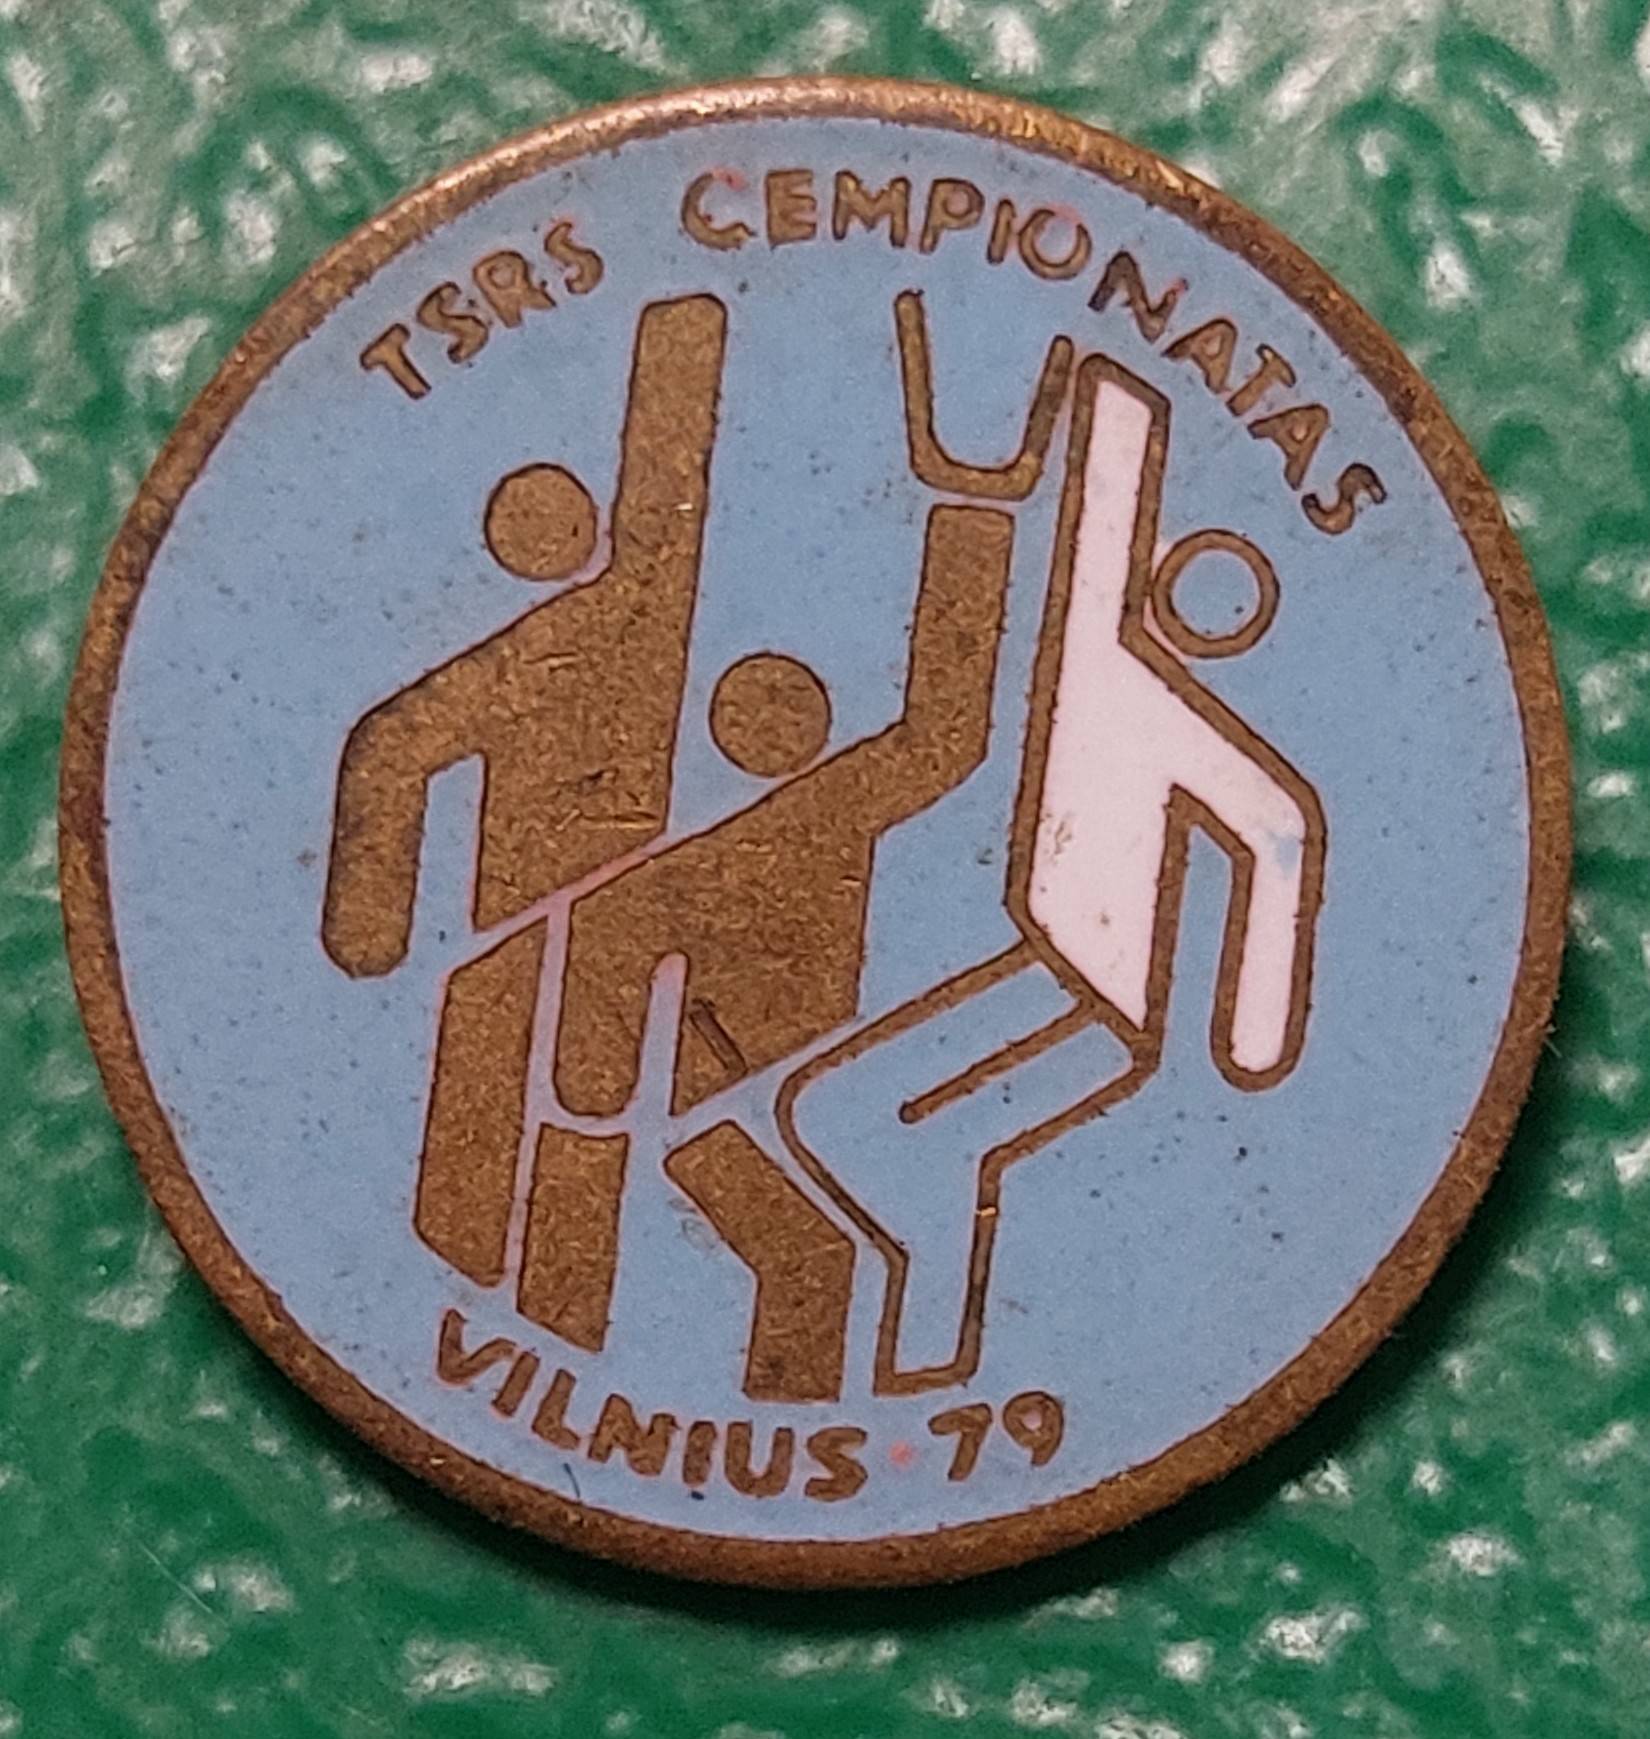 TSRS CEMPIONATAS
VILNIUS 79